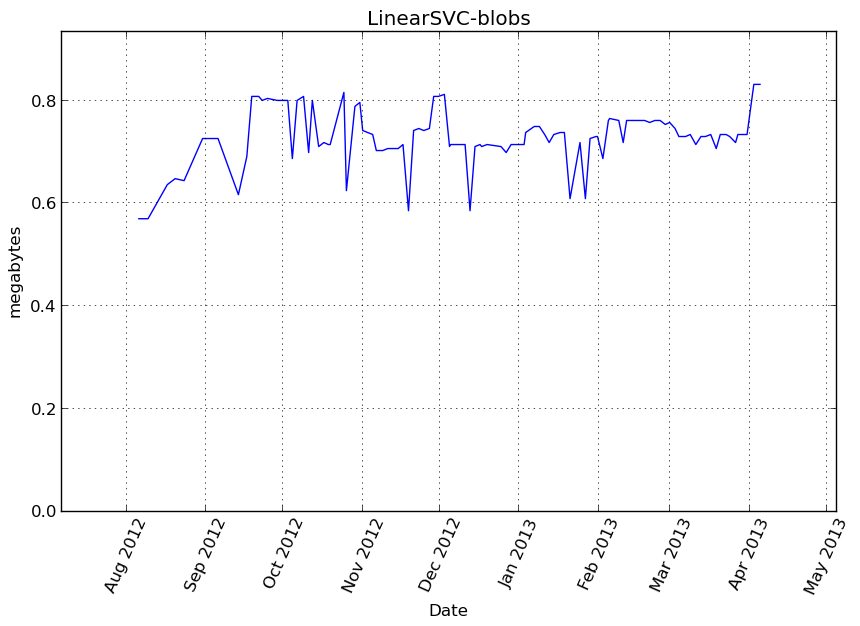 LinearSVC-blobs
megabytes
0.8
0.6
0.4
0.2
0.0
Aug 2012
Sep 2012
Oct 2012
Nov 2012
Dec 2012
Jan 2013
Feb 2013
Mar 2013
Apr 2013
May 2013
Date